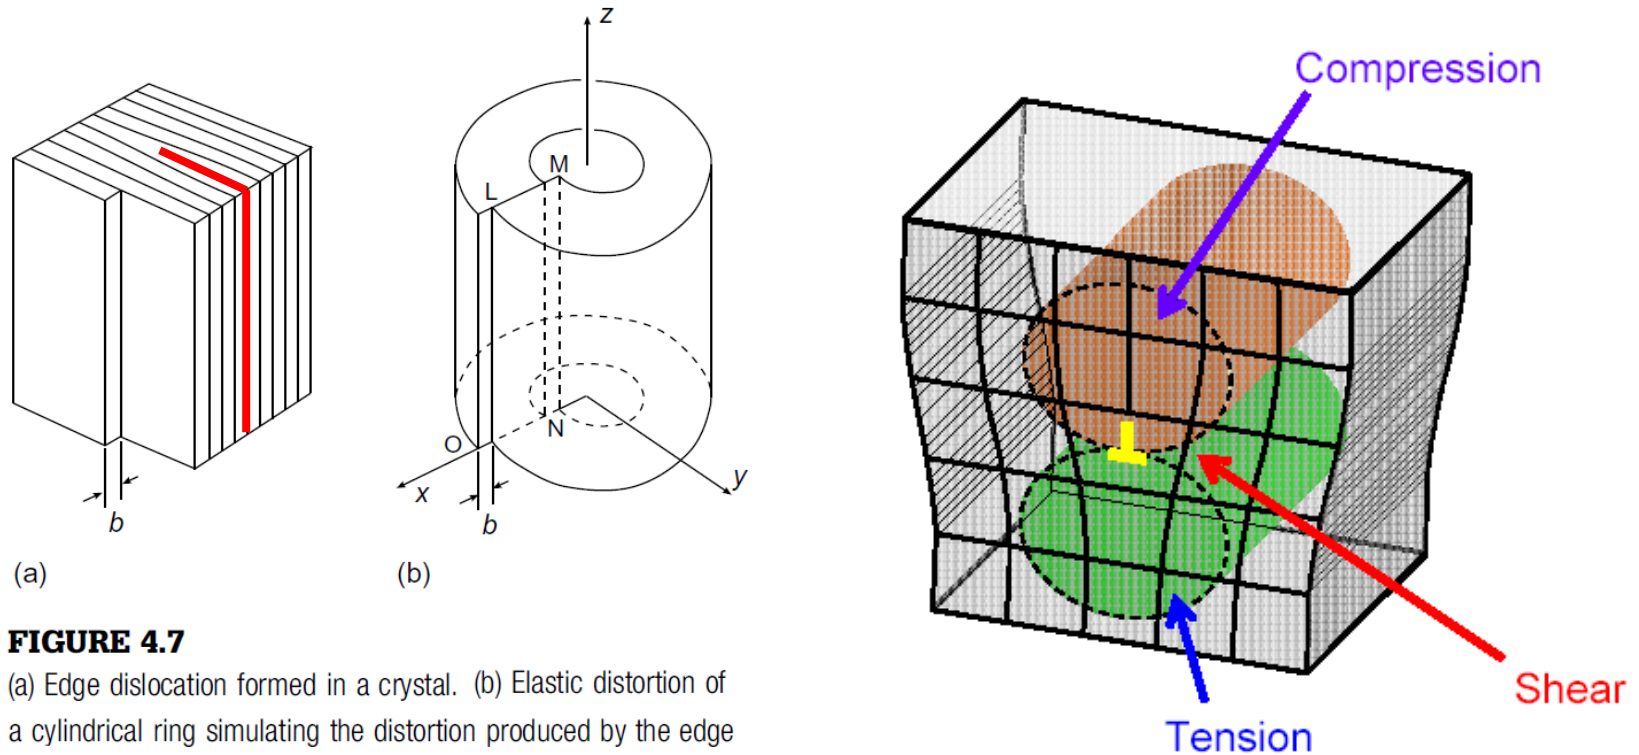 z
M
L
N
O
x
y
b
b
(a)
(b)
FIGURE 4.7
(a) Edge dislocation formed in a crystal. (b) Elastic distortion of
a cylindrical ring simulating the distortion produced by the edge
Compression
Shear
Tension